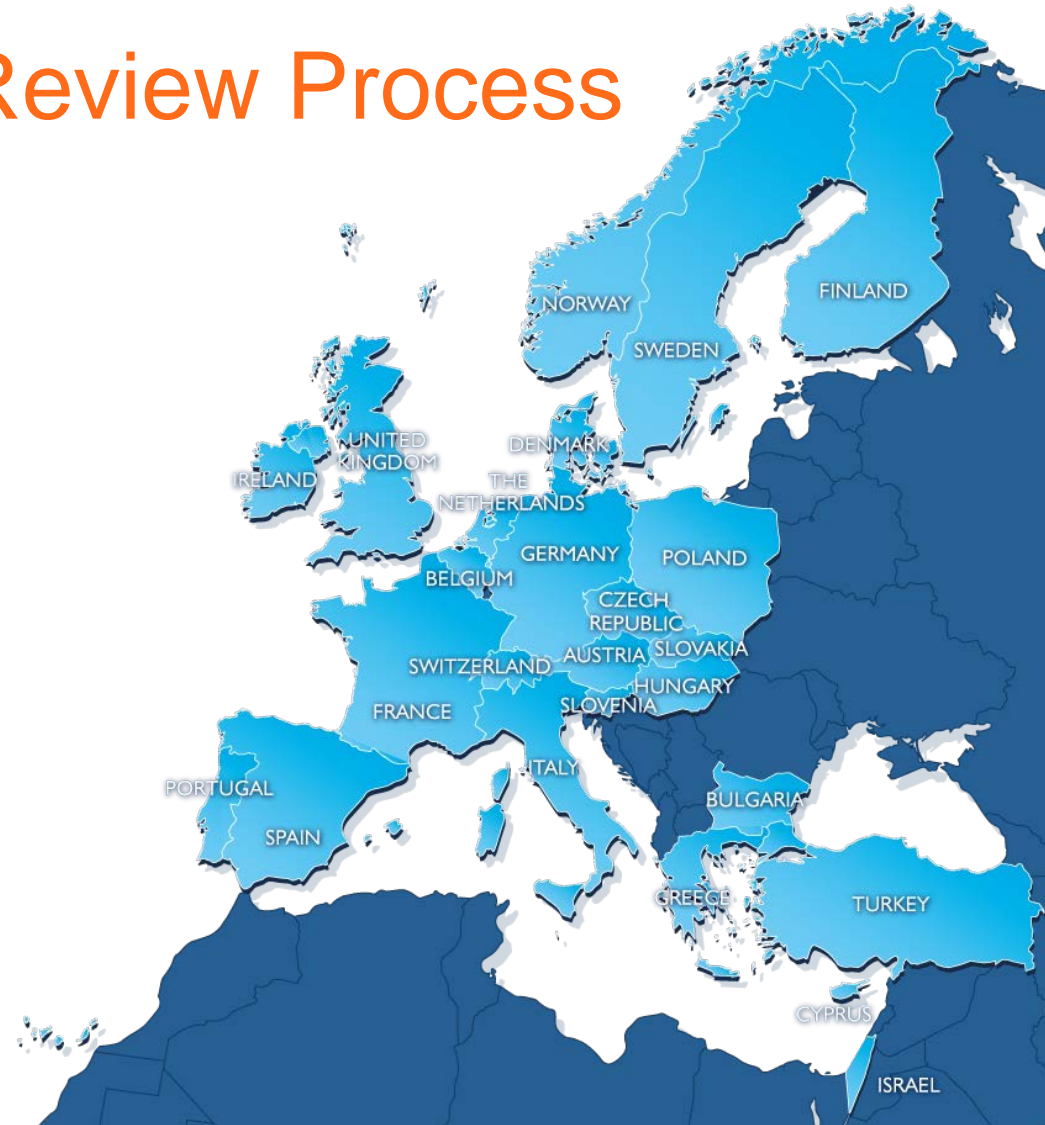 Review Process
NORWAY
FINLAND
SWEDEN
UNITED
KINGDOM
DENMARK
IRELAND
THE
NETHERLANDS
GERMANY
POLAND
BELGIUM
CZECH
REPUBLIC
AUSTRIA
SLOVAKIA
SWITZERLAND
HUNGARY
SLOVENIA
FRANCE
ITALY
PORTUGAL
BULGARIA
SPAIN
GREECE
TURKEY
CYPRUS
ISRAEL